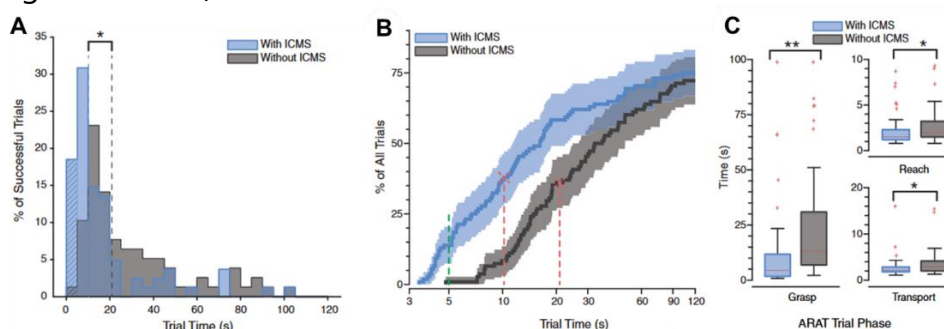 A
*
With ICMS
Without ICMS
% of Successful Trials
35
30
25
20
15
10
5
0
0 20 40 60 80 100 120
Trial Time (s)
B
With ICMS
Without ICMS
% of All Trials
75
50
25
0
3 5 10 20 30 60 90 120
Trial Time (s)
C
With ICMS
Without ICMS
**
Time (s)
100
75
50
25
0
Grasp
*
10
5
0
Reach
*
20
10
0
Transport
ARAT Trial Phase